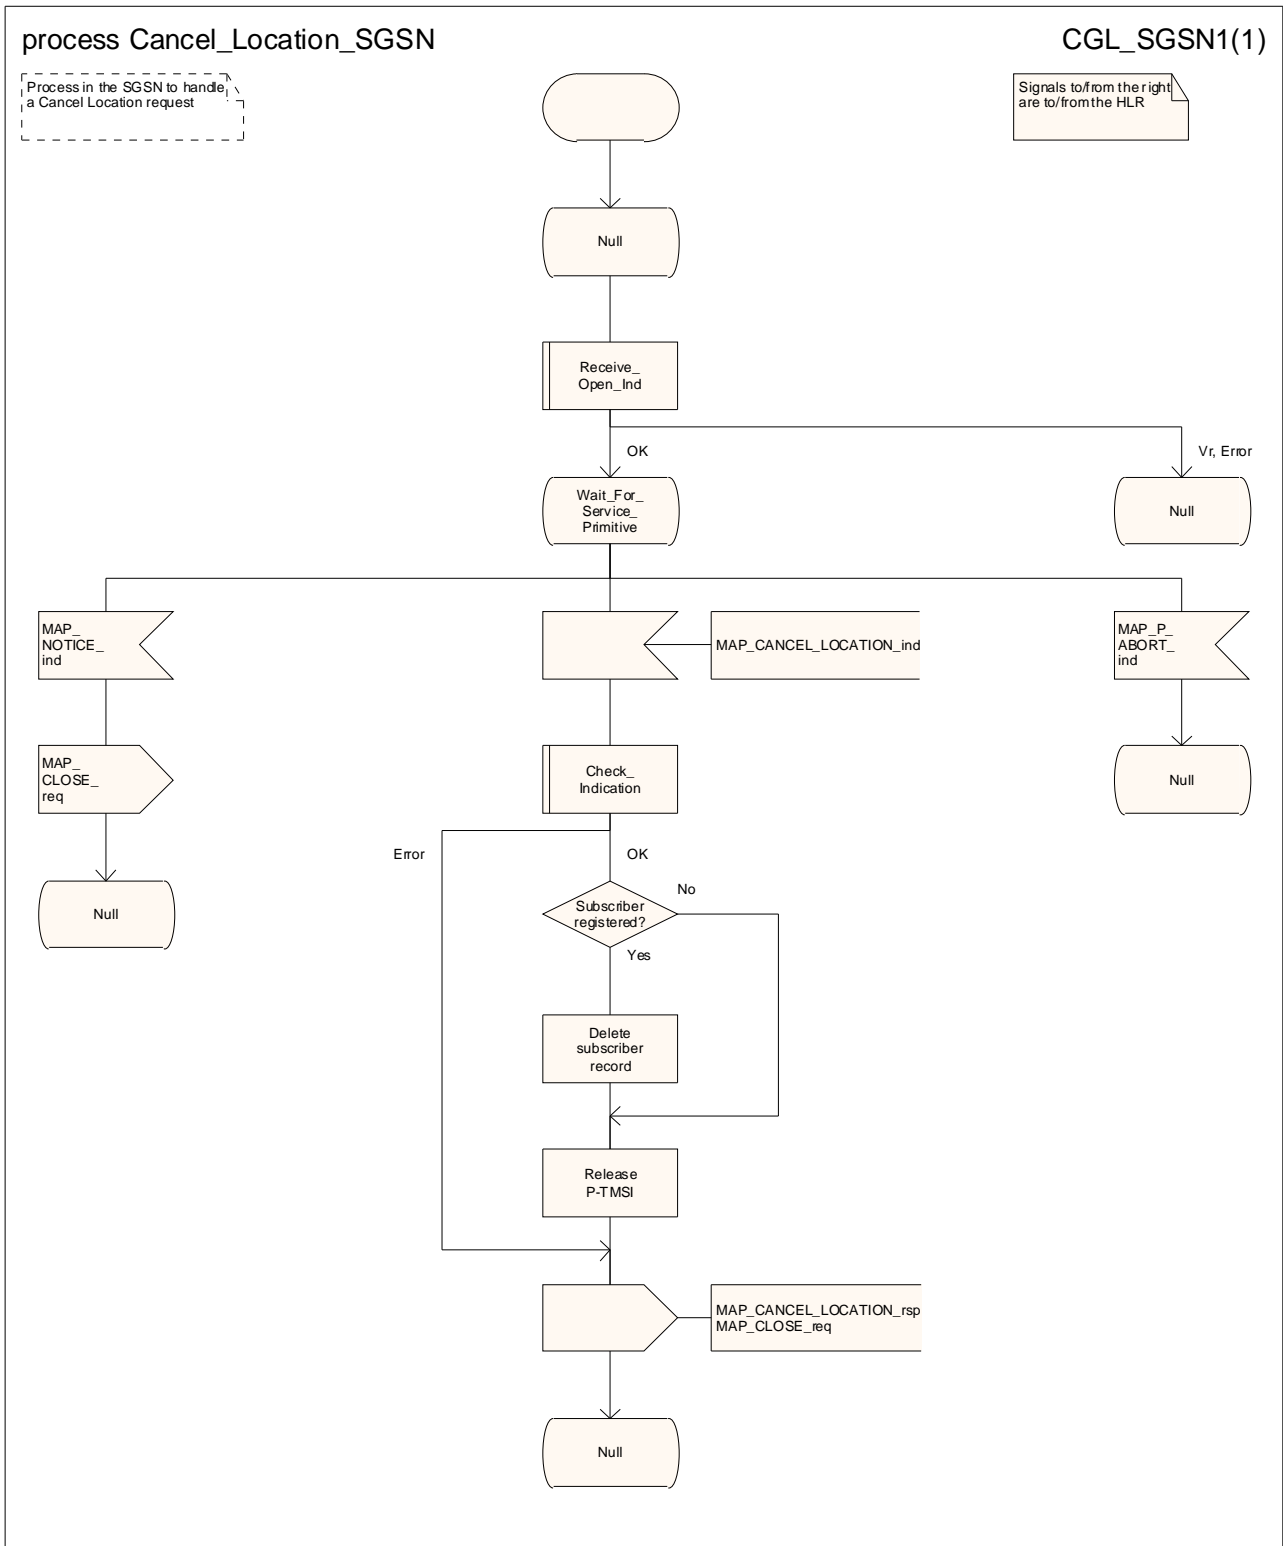 process Cancel_Location_SGSN
CGL_SGSN1(1)
Process in the SGSN to handle
a Cancel Location request
Signals to/from the right
are to/from the HLR
Null
Receive_
Open_Ind
OK
Vr, Error
Wait_For_
Service_
Primitive
Null
MAP_
NOTICE_
ind
MAP_CANCEL_LOCATION_ind
MAP_P_
ABORT_
ind
MAP_
CLOSE_
req
Check_
Indication
Null
Error
OK
No
Null
Subscriber
registered?
Yes
Delete
subscriber
record
Release
P-TMSI
MAP_CANCEL_LOCATION_rsp
MAP_CLOSE_req
Null